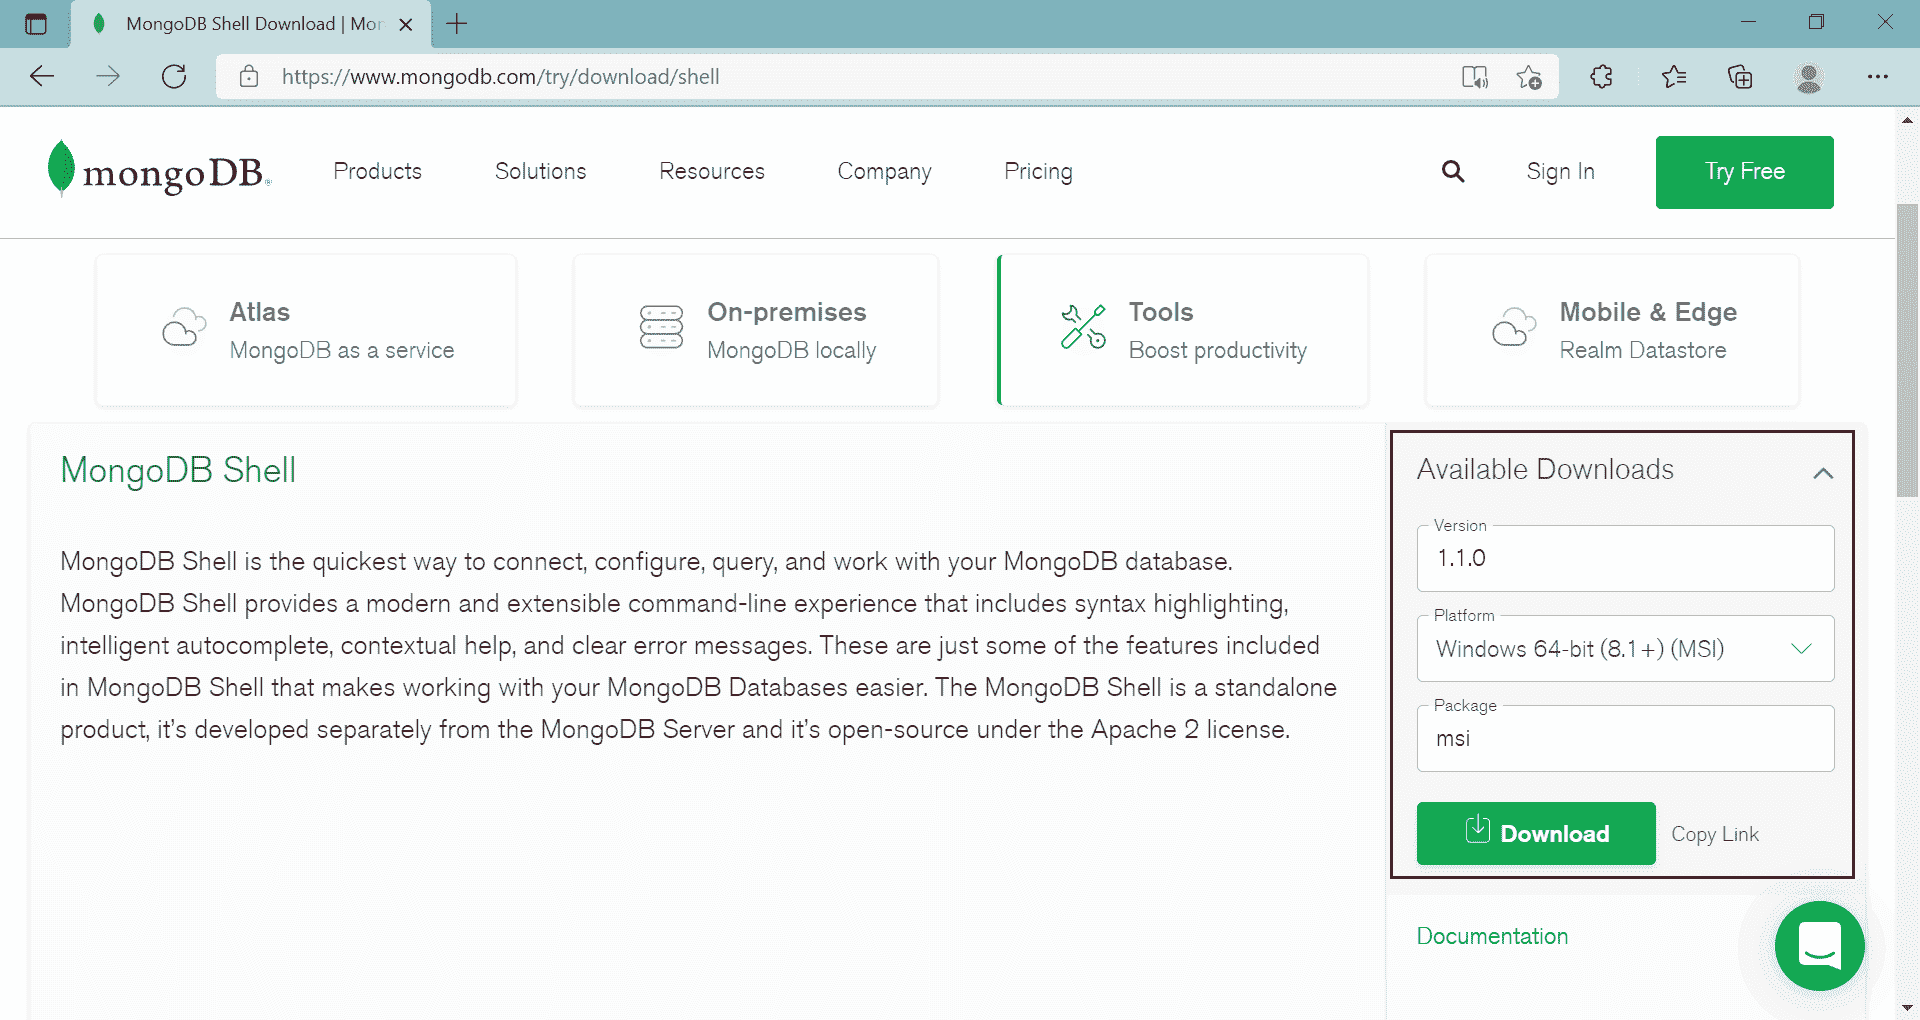 MongoDB Shell Download | Mon
https://www.mongodb.com/try/download/shell
mongoDB®
Products
Solutions
Resources
Company
Pricing
Sign In
Try Free
Atlas
MongoDB as a service
On-premises
MongoDB locally
Tools
Boost productivity
Mobile & Edge
Realm Datastore
MongoDB Shell
MongoDB Shell is the quickest way to connect, configure, query, and work with your MongoDB database.
MongoDB Shell provides a modern and extensible command-line experience that includes syntax highlighting,
intelligent autocomplete, contextual help, and clear error messages. These are just some of the features included
in MongoDB Shell that makes working with your MongoDB Databases easier. The MongoDB Shell is a standalone
product, it’s developed separately from the MongoDB Server and it’s open-source under the Apache 2 license.
Available Downloads
Version
1.1.0
Platform
Windows 64-bit (8.1+) (MSI)
Package
msi
Download
Copy Link
Documentation